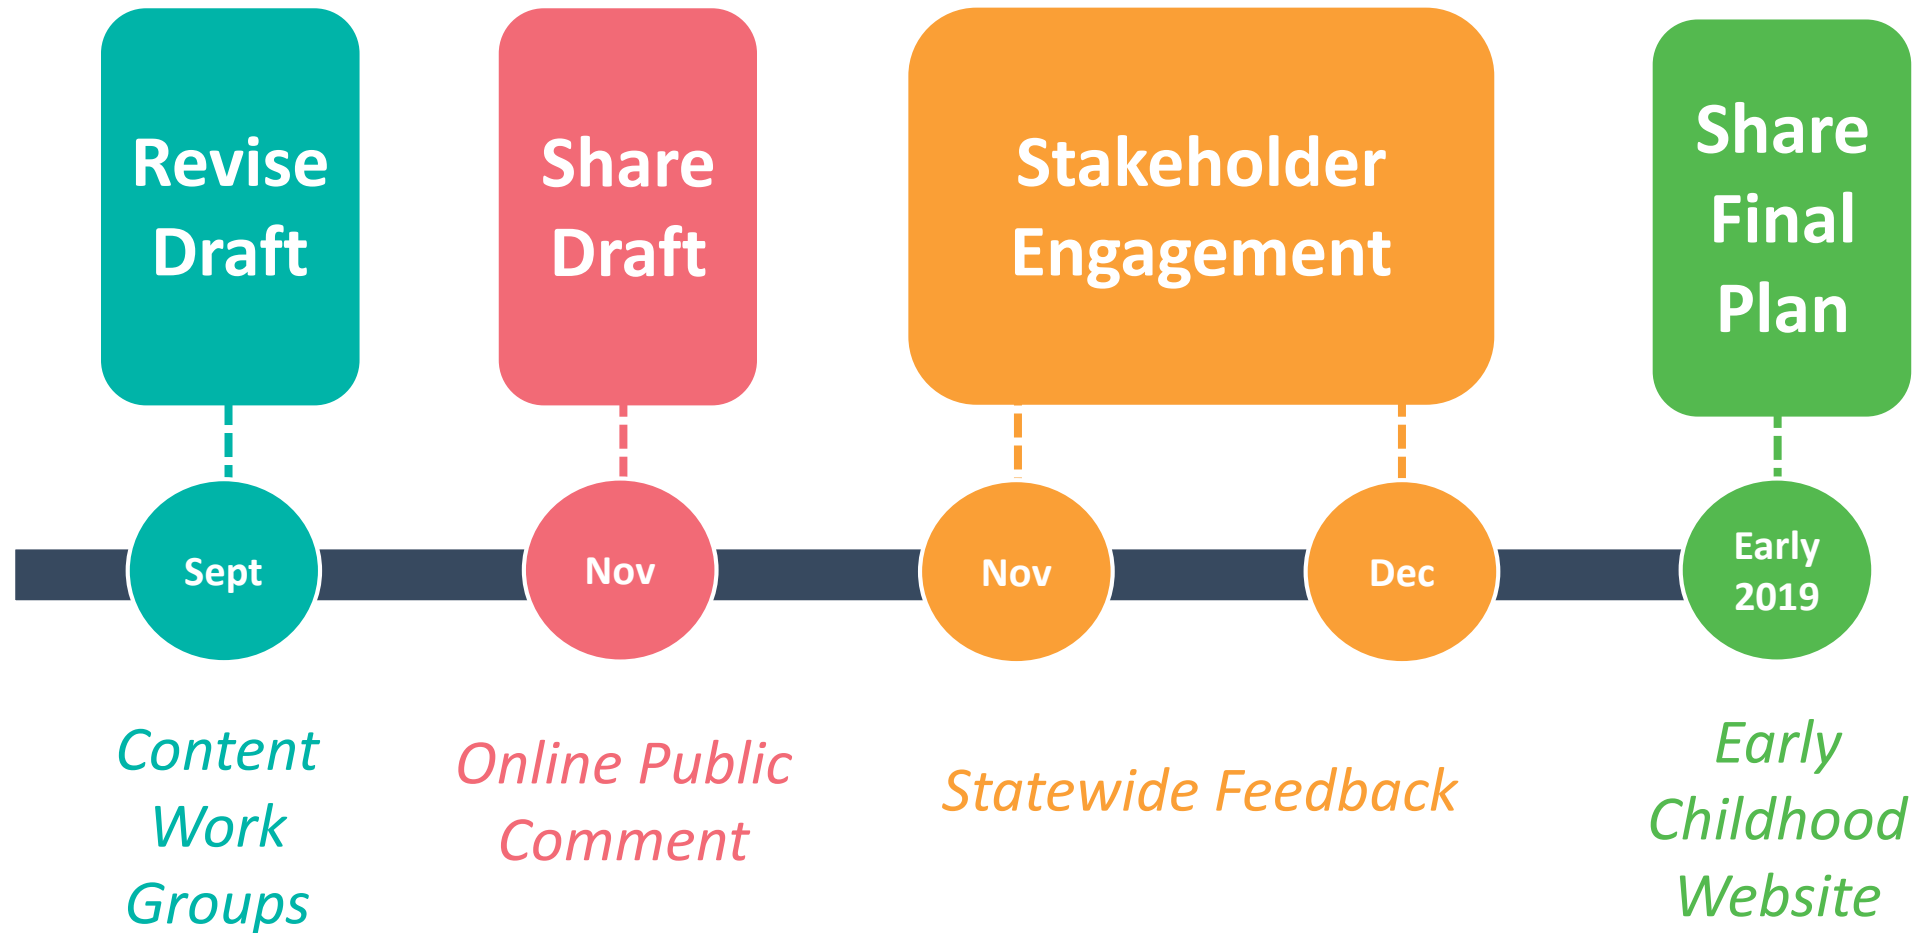 Revise
Draft
Share
Draft
Stakeholder
Engagement
Share
Final
Plan
Sept
Nov
Nov
Dec
Early
2019
Content
Work
Groups
Online Public
Comment
Statewide Feedback
Early
Childhood
Website